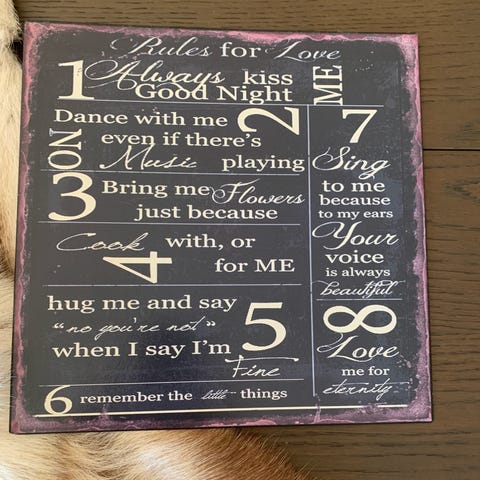 Rules for Love
1 Always kiss ME
Good Night
ON
Dance with me 2
even if there's
Music playing
3 Bring me Flowers
just because
Cook with, or
4 for ME
hug me and say
"no you're not" 5
when I say I'm
Fine
6 remember the little things
7
Sing
to me
because
to my ears
Your
voice
is always
beautiful
8
Love
me for
eternity